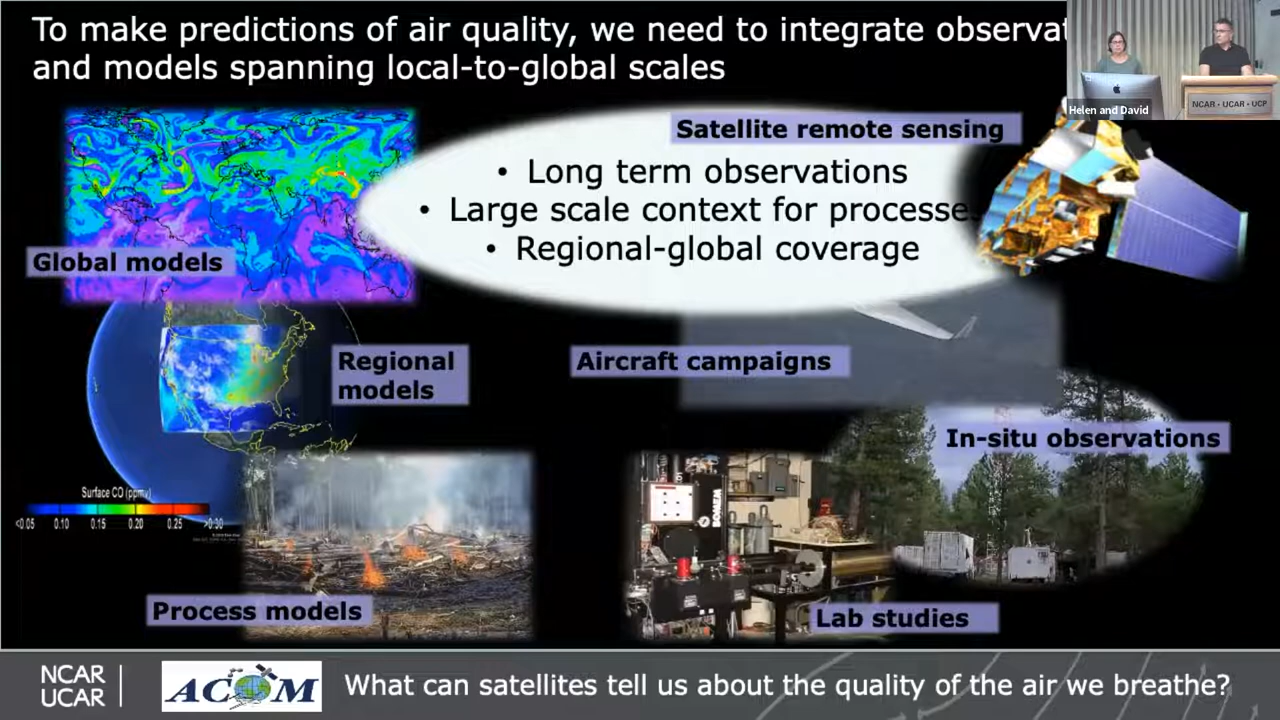 To make predictions of air quality, we need to integrate observat
and models spanning local-to-global scales
Helen and David
NCAR • UCAR • UCP
Satellite remote sensing
• Long term observations
• Large scale context for processes
• Regional-global coverage
Global models
Regional
models
Aircraft campaigns
In-situ observations
Surface CO (ppmv)
<0.05 0.10 0.15 0.20 0.25 >0.30
BOMEM
Process models
Lab studies
NCAR
UCAR
ACOM
What can satellites tell us about the quality of the air we breathe?